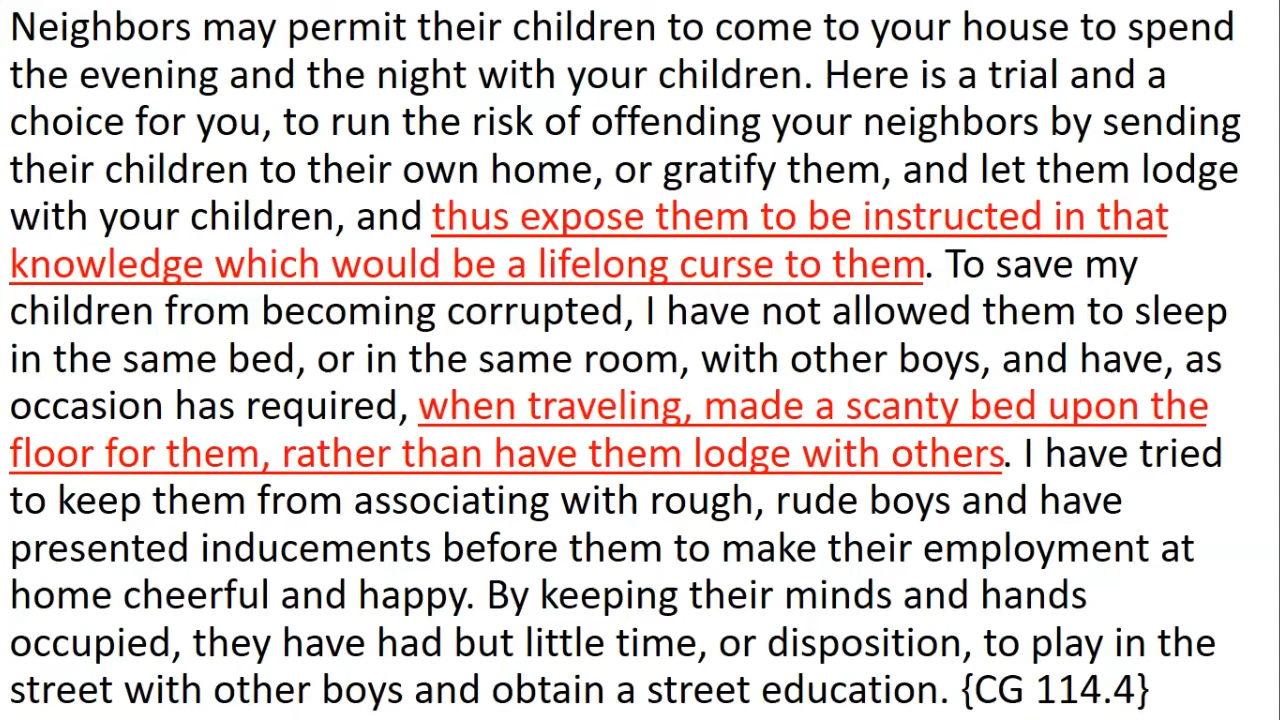 Neighbors may permit their children to come to your house to spend
the evening and the night with your children. Here is a trial and a
choice for you, to run the risk of offending your neighbors by sending
their children to their own home, or gratify them, and let them lodge
with your children, and thus expose them to be instructed in that
knowledge which would be a lifelong curse to them. To save my
children from becoming corrupted, I have not allowed them to sleep
in the same bed, or in the same room, with other boys, and have, as
occasion has required, when traveling, made a scanty bed upon the
floor for them, rather than have them lodge with others. I have tried
to keep them from associating with rough, rude boys and have
presented inducements before them to make their employment at
home cheerful and happy. By keeping their minds and hands
occupied, they have had but little time, or disposition, to play in the
street with other boys and obtain a street education. {CG 114.4}